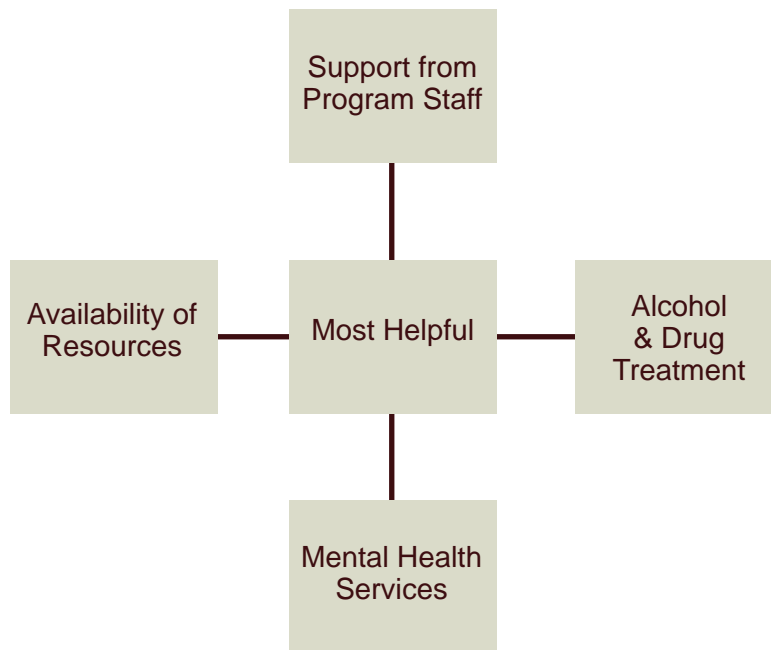 Support from
Program Staff
Availability of
Resources
Most Helpful
Alcohol
& Drug
Treatment
Mental Health
Services